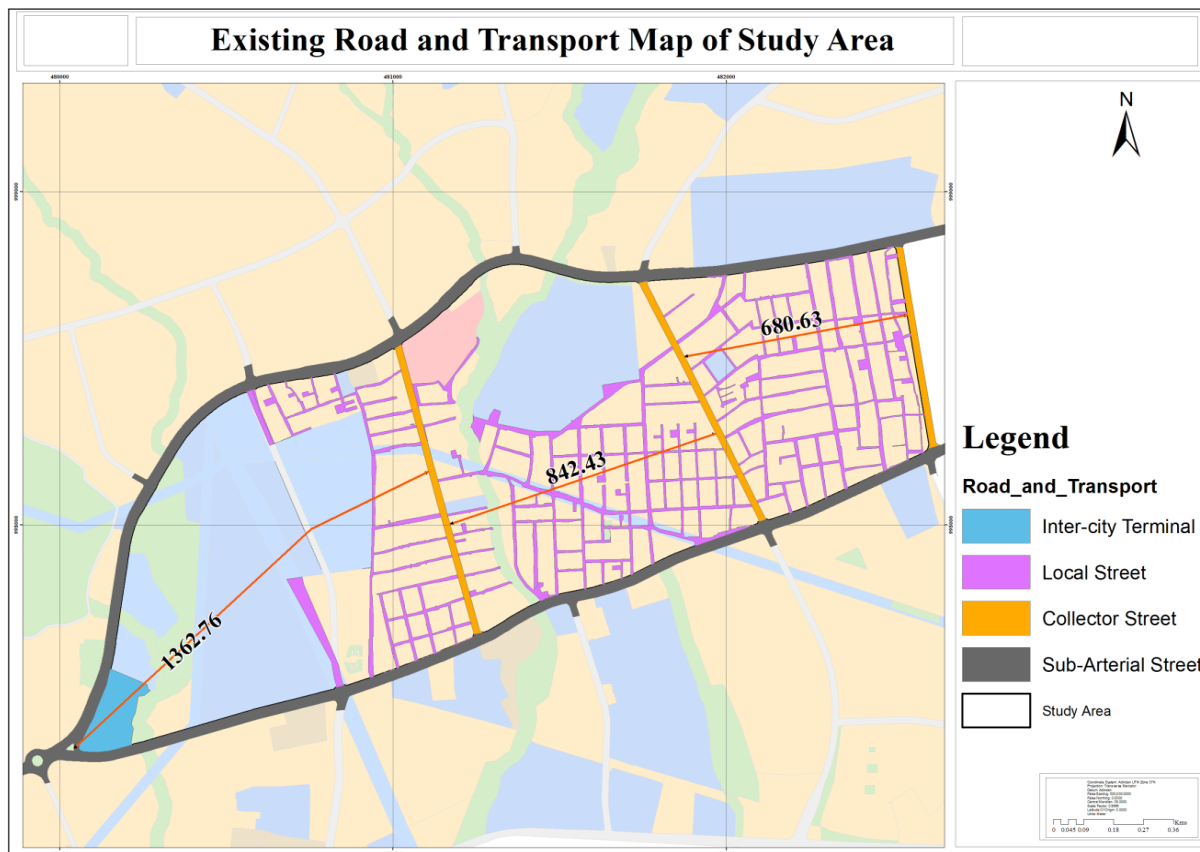 Existing Road and Transport Map of Study Area
480000
481000
482000
N
680.63
842.43
1362.76
Legend
Road_and_Transport
Inter-city Terminal
Local Street
Collector Street
Sub-Arterial Street
Study Area
Kms
0 0.045 0.09 0.18 0.27 0.36